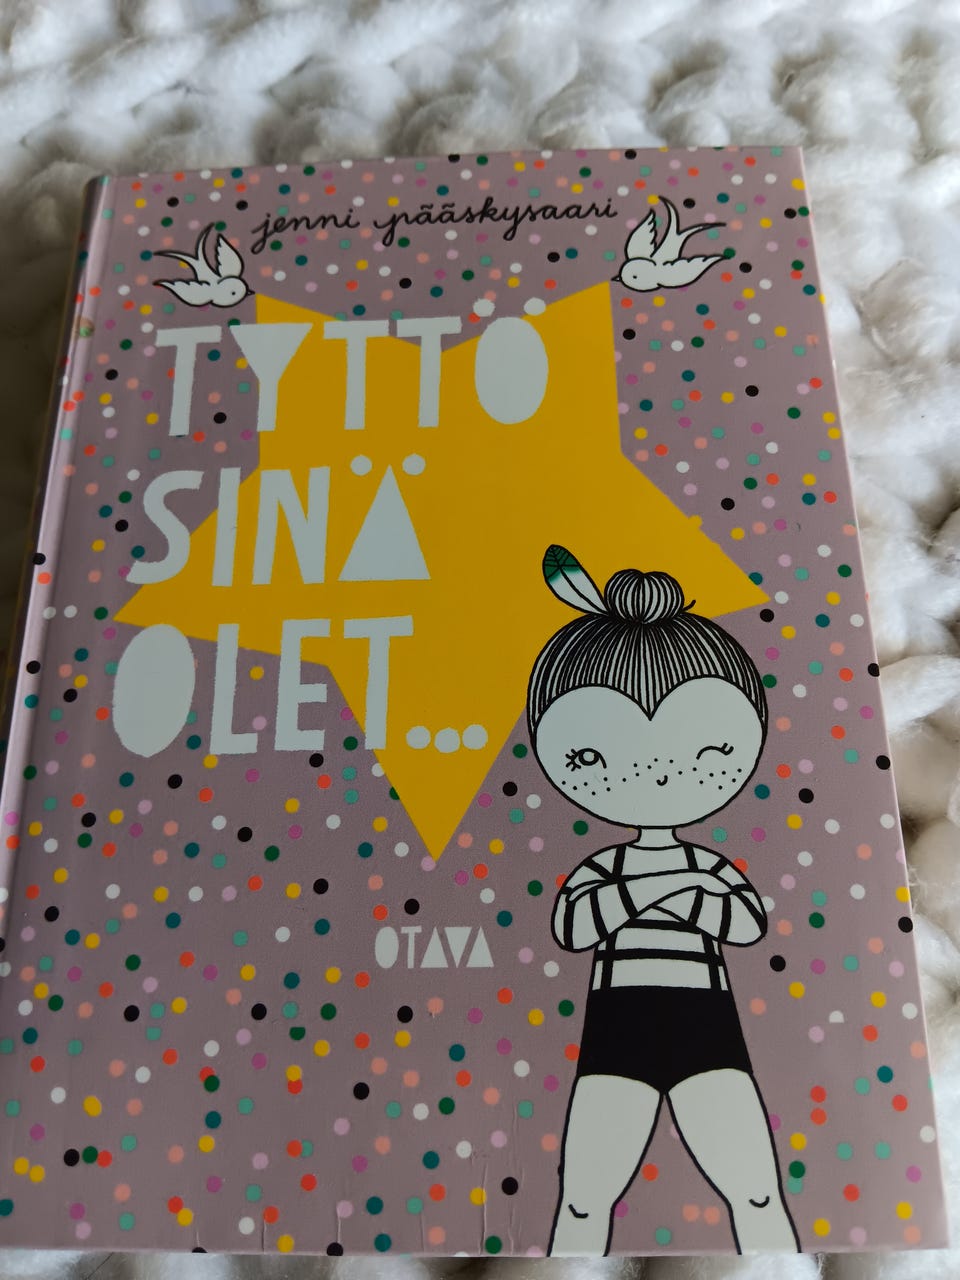 jenni pääskysaari
TYTTÖ
SINÄ
OLET...
OTAVA